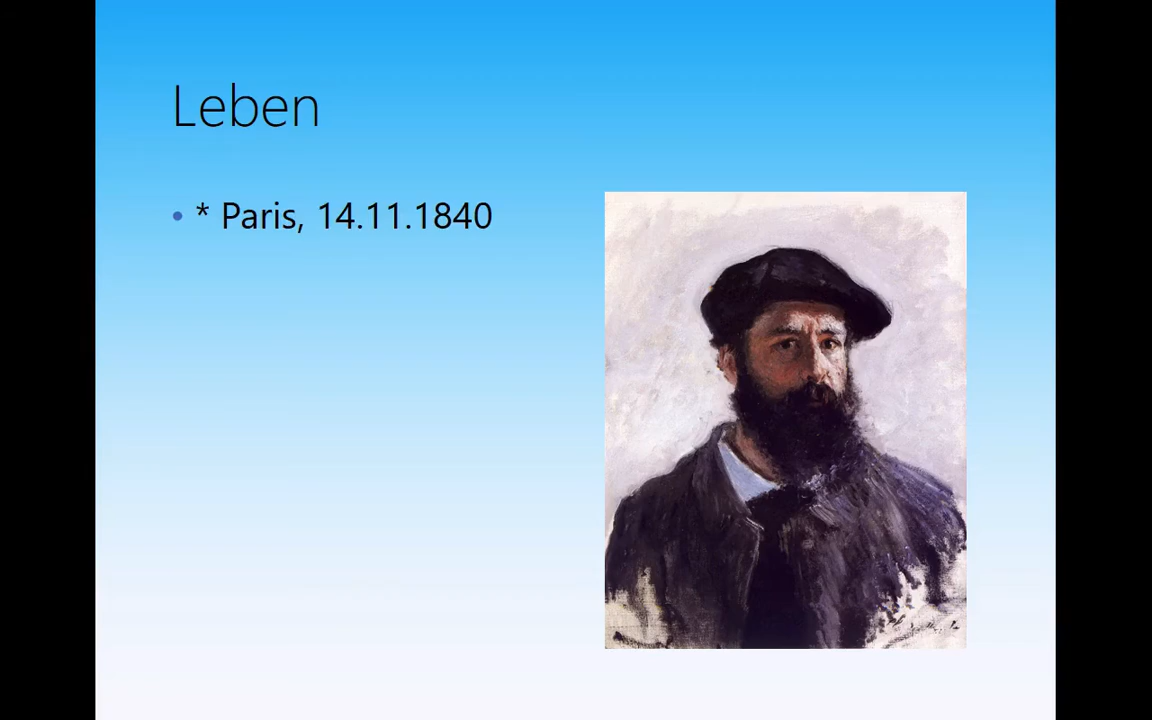 Leben
• * Paris, 14.11.1840